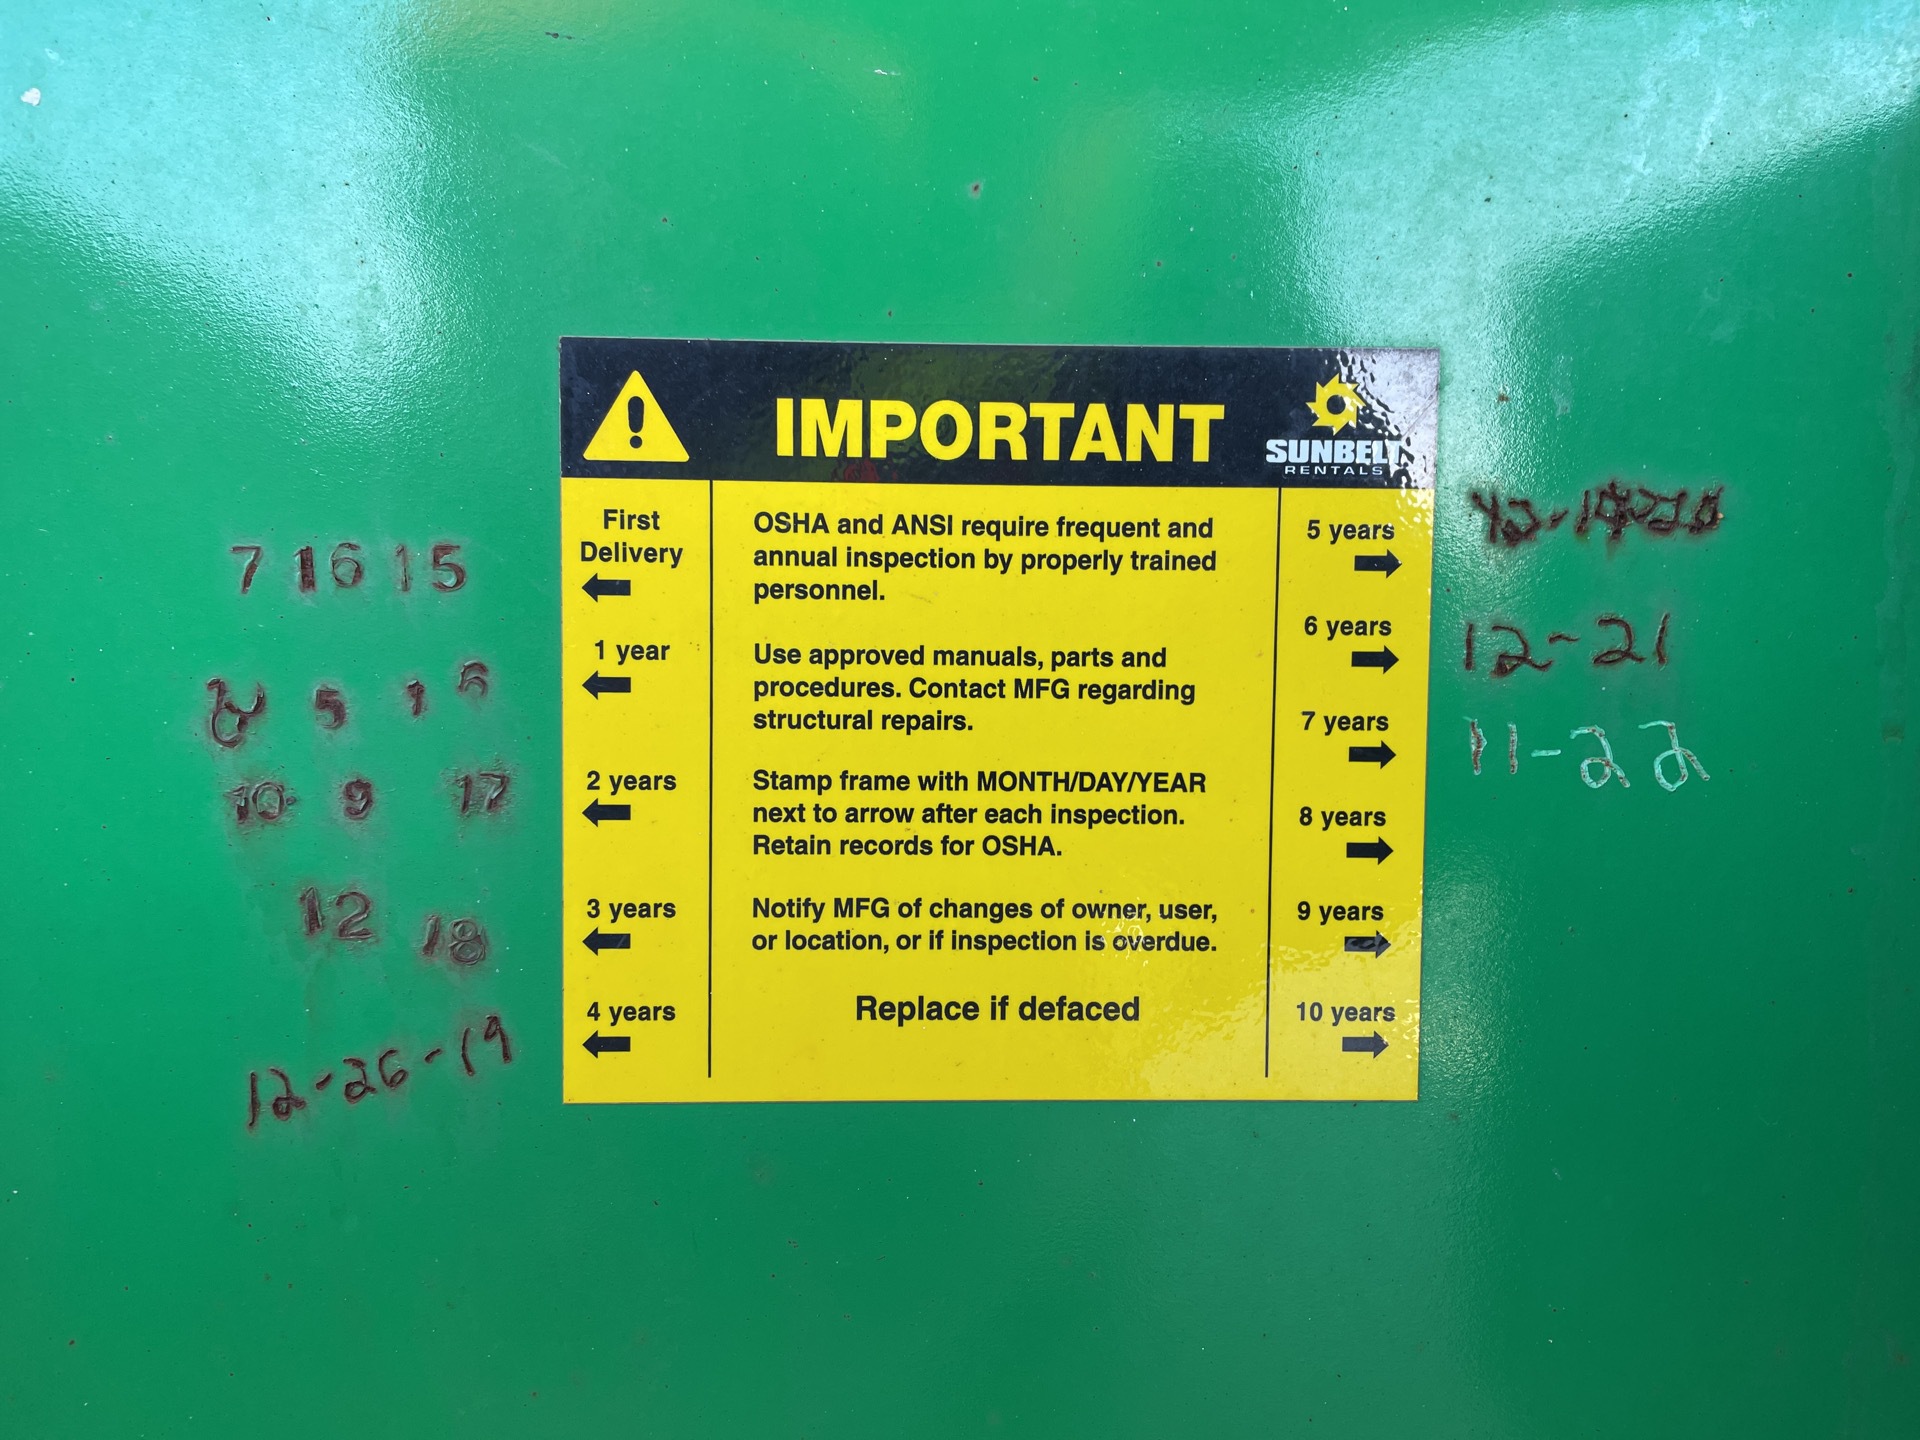 IMPORTANT
SUNBELT
RENTALS
First
Delivery
7 16 15
1 year
5 1 6
2 years
10 9 17
3 years
12 18
4 years
12-26-19
OSHA and ANSI require frequent and
annual inspection by properly trained
personnel.
Use approved manuals, parts and
procedures. Contact MFG regarding
structural repairs.
Stamp frame with MONTH/DAY/YEAR
next to arrow after each inspection.
Retain records for OSHA.
Notify MFG of changes of owner, user,
or location, or if inspection is overdue.
Replace if defaced
5 years
6 years
12-21
7 years
11-22
8 years
9 years
10 years